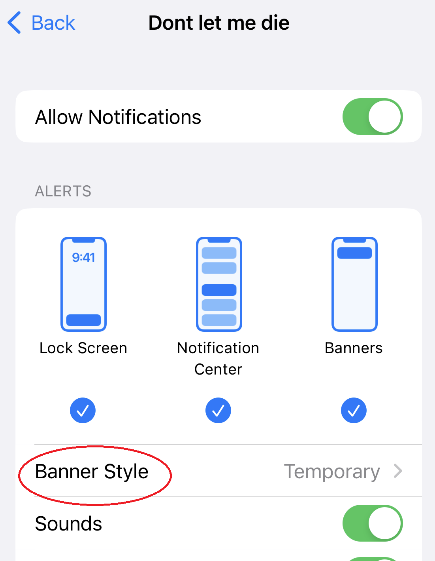 Back
Dont let me die
Allow Notifications
ALERTS
9:41
Lock Screen
Notification
Center
Banners
Banner Style
Temporary
Sounds